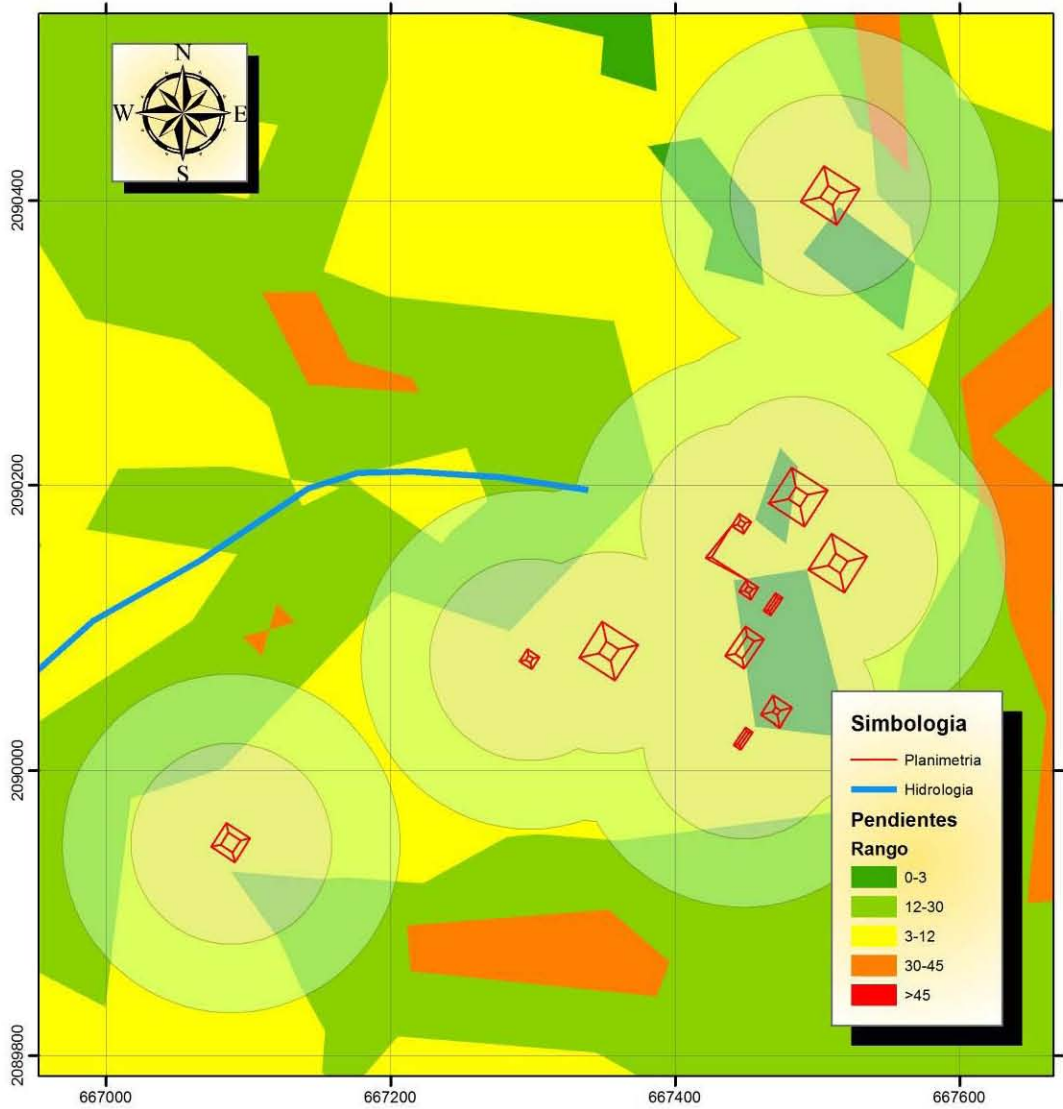 N
W E
S
2090400
2090200
2090000
2089800
667000 667200 667400 667600
Simbologia
Planimetria
Hidrologia
Pendientes
Rango
0-3
12-30
3-12
30-45
>45